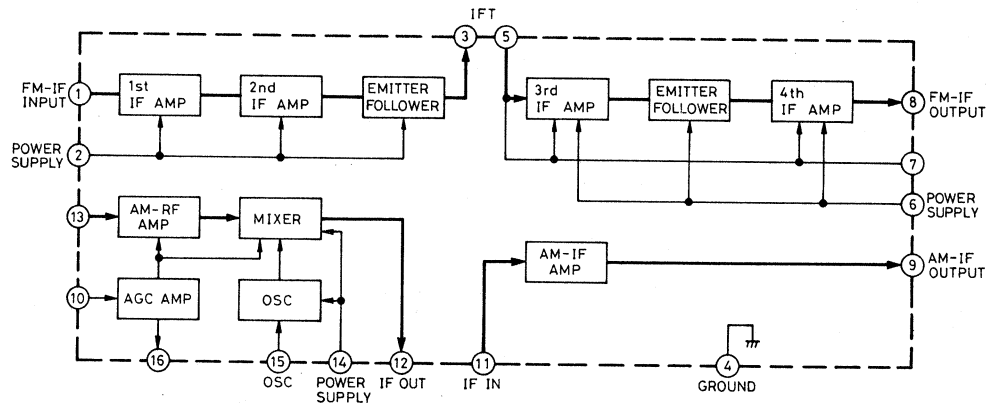 IFT
3
5
FM-IF
INPUT
1
1st
IF AMP
2nd
IF AMP
EMITTER
FOLLOWER
3rd
IF AMP
EMITTER
FOLLOWER
4th
IF AMP
8
FM-IF
OUTPUT
POWER
SUPPLY
2
7
6
POWER
SUPPLY
13
AM-RF
AMP
MIXER
AM-IF
AMP
9
AM-IF
OUTPUT
10
AGC AMP
OSC
16
15
14
12
11
4
OSC
POWER
SUPPLY
IF OUT
IF IN
GROUND